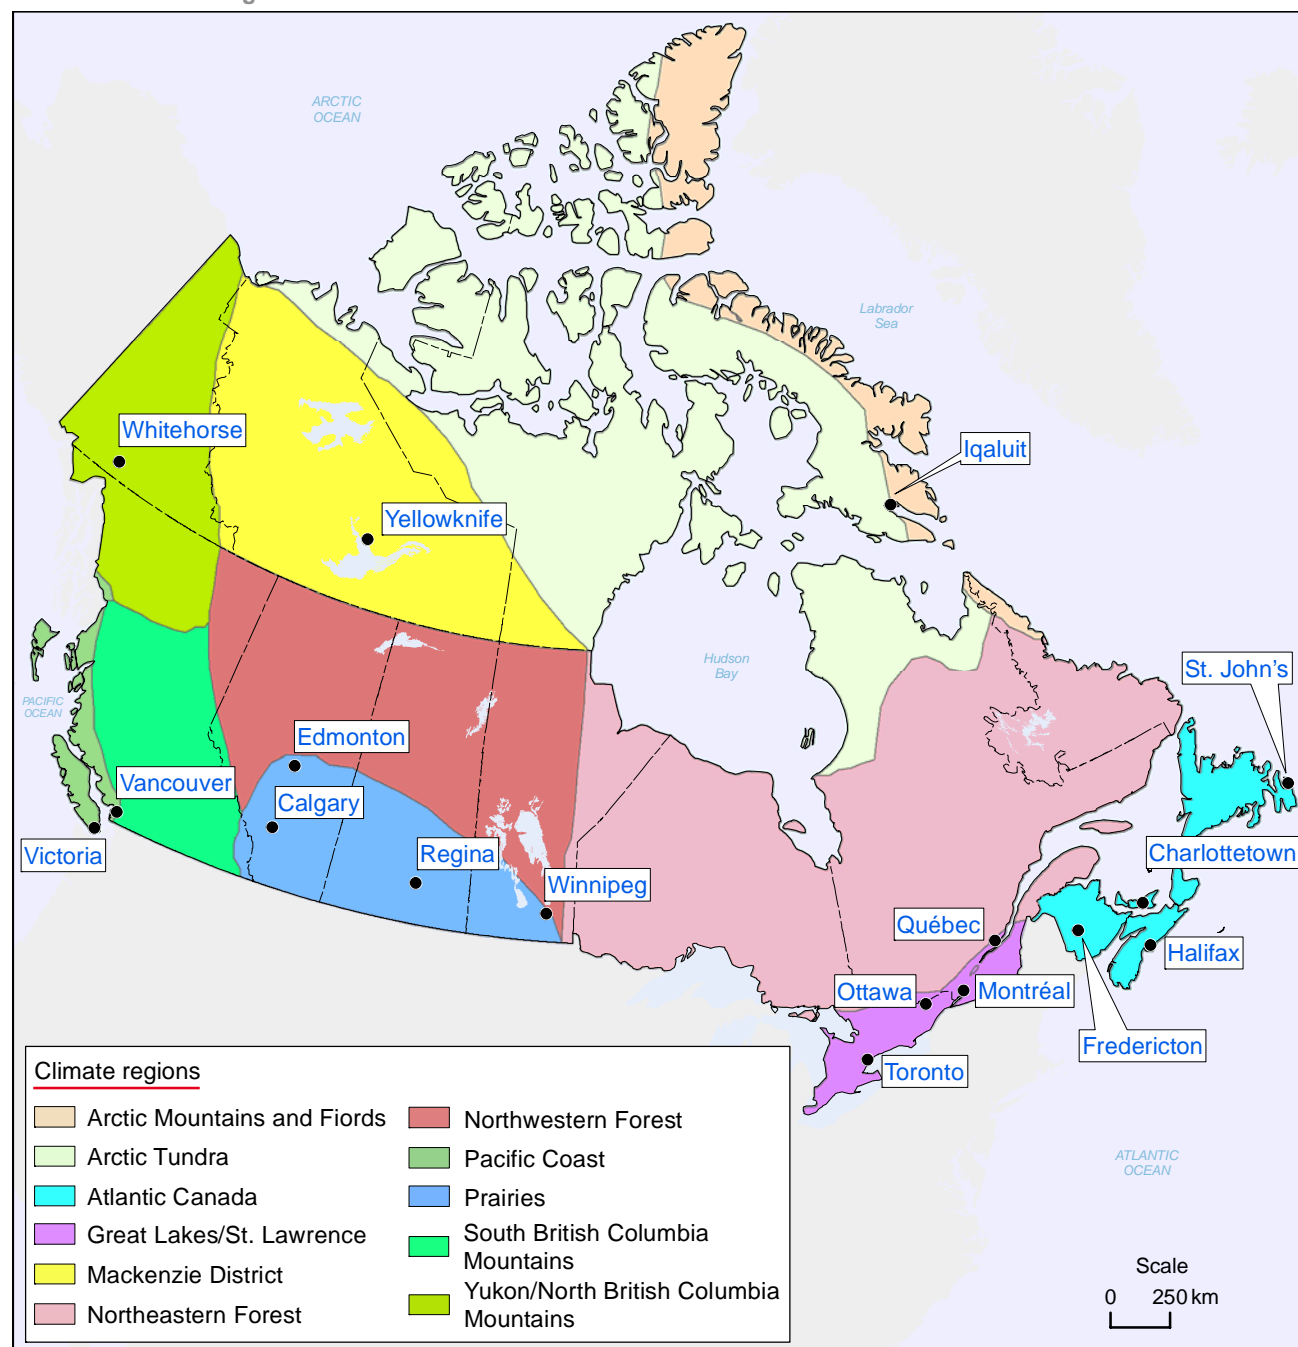 ARCTIC
OCEAN
Labrador
Sea
Whitehorse
Iqaluit
Yellowknife
Hudson
Bay
St. John’s
PACIFIC
OCEAN
Edmonton
Vancouver
Calgary
Victoria
Regina
Charlottetown
Winnipeg
Québec
Halifax
Ottawa
Montréal
Fredericton
Toronto
Climate regions
Arctic Mountains and Fiords
Arctic Tundra
Atlantic Canada
Great Lakes/St. Lawrence
Mackenzie District
Northeastern Forest
Northwestern Forest
Pacific Coast
Prairies
South British Columbia
Mountains
Yukon/North British Columbia
Mountains
ATLANTIC
OCEAN
Scale
0 250 km